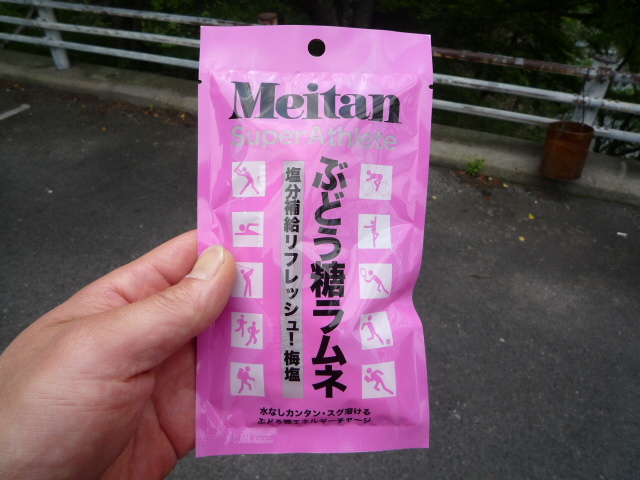 Meitan
Super Athlete
ぶどう糖ラムネ
塩分補給リフレッシュ!梅塩
水なしカンタン・スグ溶ける
ぶどう糖エネルギーチャージ